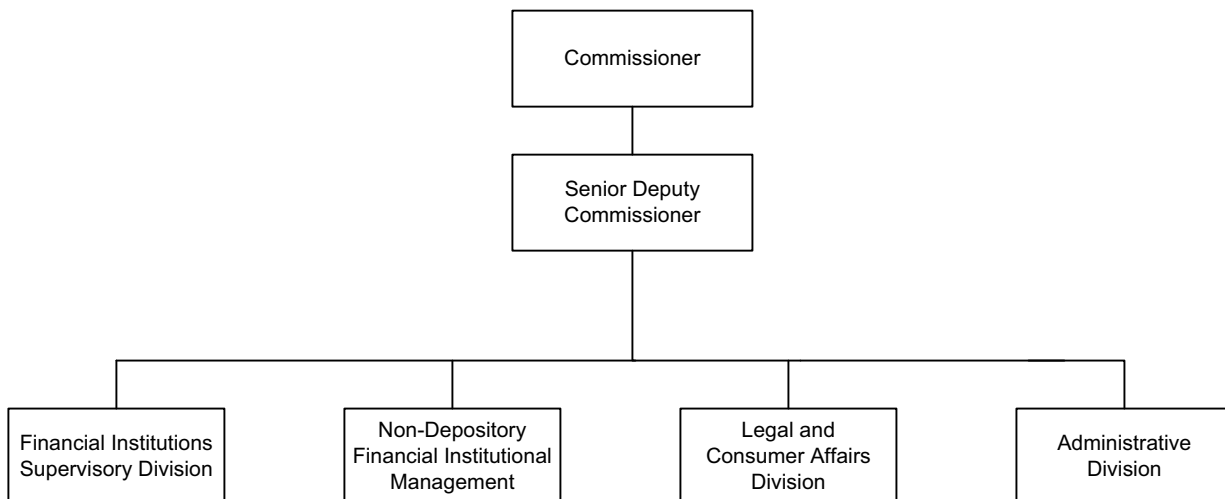 Commissioner
Senior Deputy
Commissioner
Financial Institutions
Supervisory Division
Non-Depository
Financial Institutional
Management
Legal and
Consumer Affairs
Division
Administrative
Division